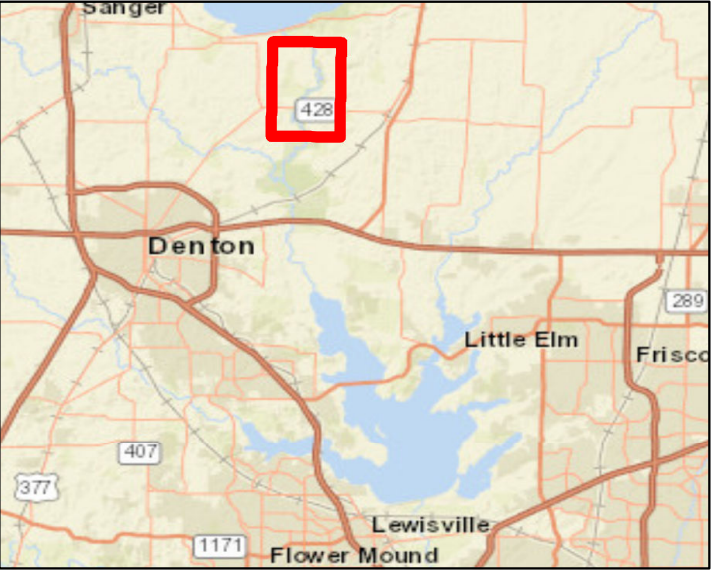 Sanger
428
Denton
289
Little Elm
Frisco
407
377
Lewisville
1171
Flower Mound